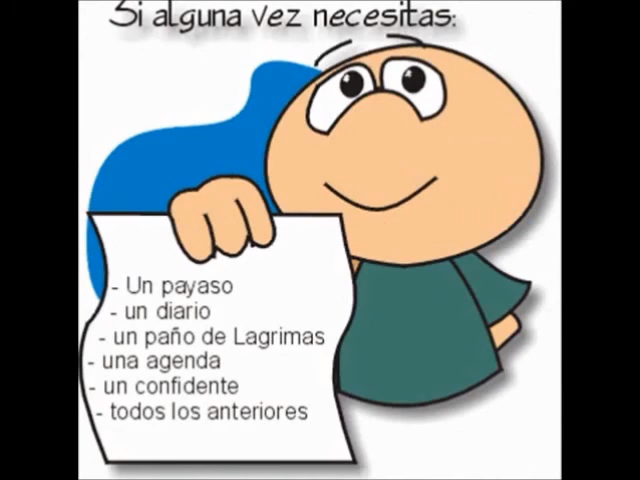 Si alguna vez necesitas:
- Un payaso
- un diario
- un paño de Lagrimas
- una agenda
- un confidente
- todos los anteriores